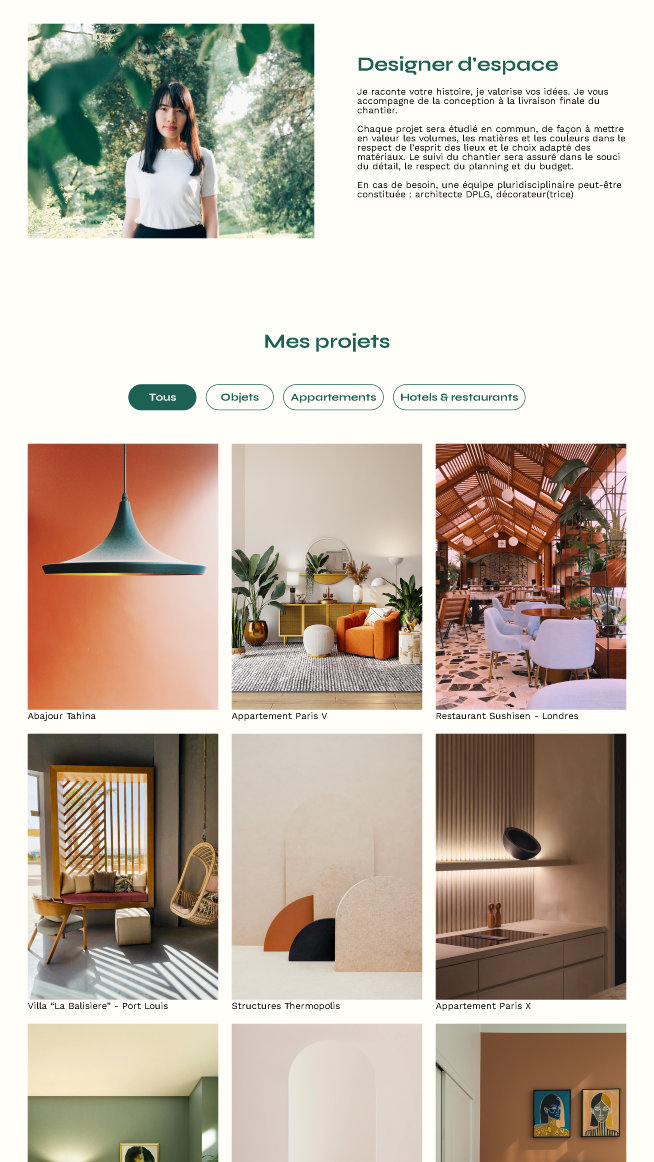 Designer d'espace
Je raconte votre histoire, je valorise vos idées. Je vous
accompagne de la conception à la livraison finale du
chantier.
Chaque projet sera étudié en commun, de façon à mettre
en valeur les volumes, les matières et les couleurs dans le
respect de l'esprit des lieux et le choix adapté des
matériaux. Le suivi du chantier sera assuré dans le souci
du détail, le respect du planning et du budget.
En cas de besoin, une équipe pluridisciplinaire peut-être
constituée : architecte DPLG, décorateur(trice)
Mes projets
Tous
Objets
Appartements
Hotels & restaurants
Abajour Tahina
Appartement Paris V
Restaurant Sushisen - Londres
Villa “La Balisiere” - Port Louis
Structures Thermopolis
Appartement Paris X